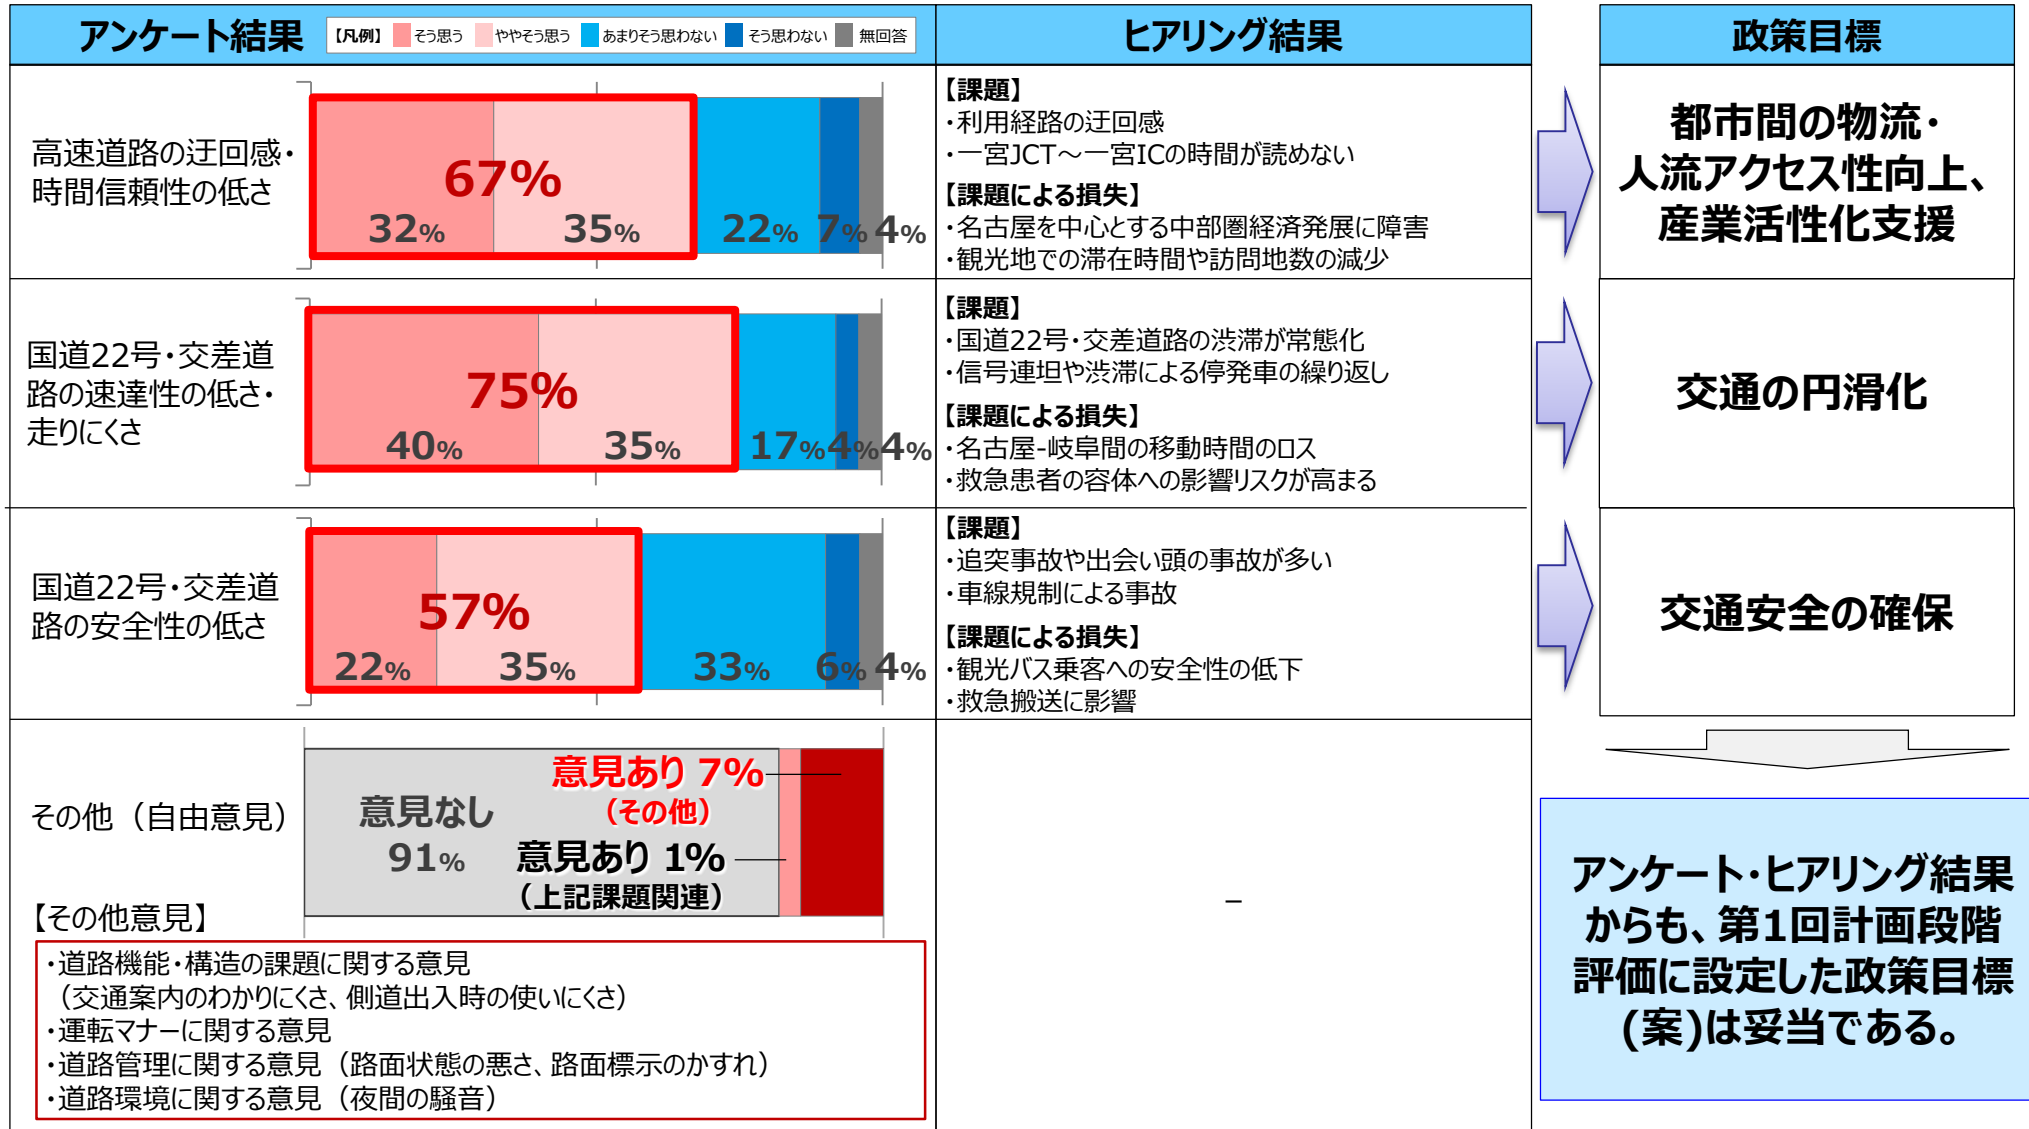 アンケート結果
【凡例】 そう思う ややそう思う あまりそう思わない そう思わない 無回答
ヒアリング結果
政策目標
高速道路の迂回感・
時間信頼性の低さ
67%
32% 35% 22% 7% 4%
【課題】
・利用経路の迂回感
・一宮JCT～一宮ICの時間が読めない
【課題による損失】
・名古屋を中心とする中部圏経済発展に障害
・観光地での滞在時間や訪問地数の減少
都市間の物流・
人流アクセス性向上、
産業活性化支援
国道22号・交差道
路の速達性の低さ・
走りにくさ
75%
40% 35% 17% 4% 4%
【課題】
・国道22号・交差道路の渋滞が常態化
・信号連坦や渋滞による停発車の繰り返し
【課題による損失】
・名古屋-岐阜間の移動時間のロス
・救急患者の容体への影響リスクが高まる
交通の円滑化
国道22号・交差道
路の安全性の低さ
57%
22% 35% 33% 6% 4%
【課題】
・追突事故や出会い頭の事故が多い
・車線規制による事故
【課題による損失】
・観光バス乗客への安全性の低下
・救急搬送に影響
交通安全の確保
その他（自由意見）
意見なし
91%
意見あり 7%
（その他）
意見あり 1%
（上記課題関連）
－
【その他意見】
・道路機能・構造の課題に関する意見
（交通案内のわかりにくさ、側道出入時の使いにくさ）
・運転マナーに関する意見
・道路管理に関する意見（路面状態の悪さ、路面標示のかすれ）
・道路環境に関する意見（夜間の騒音）
アンケート・ヒアリング結果
からも、第1回計画段階
評価に設定した政策目標
(案)は妥当である。